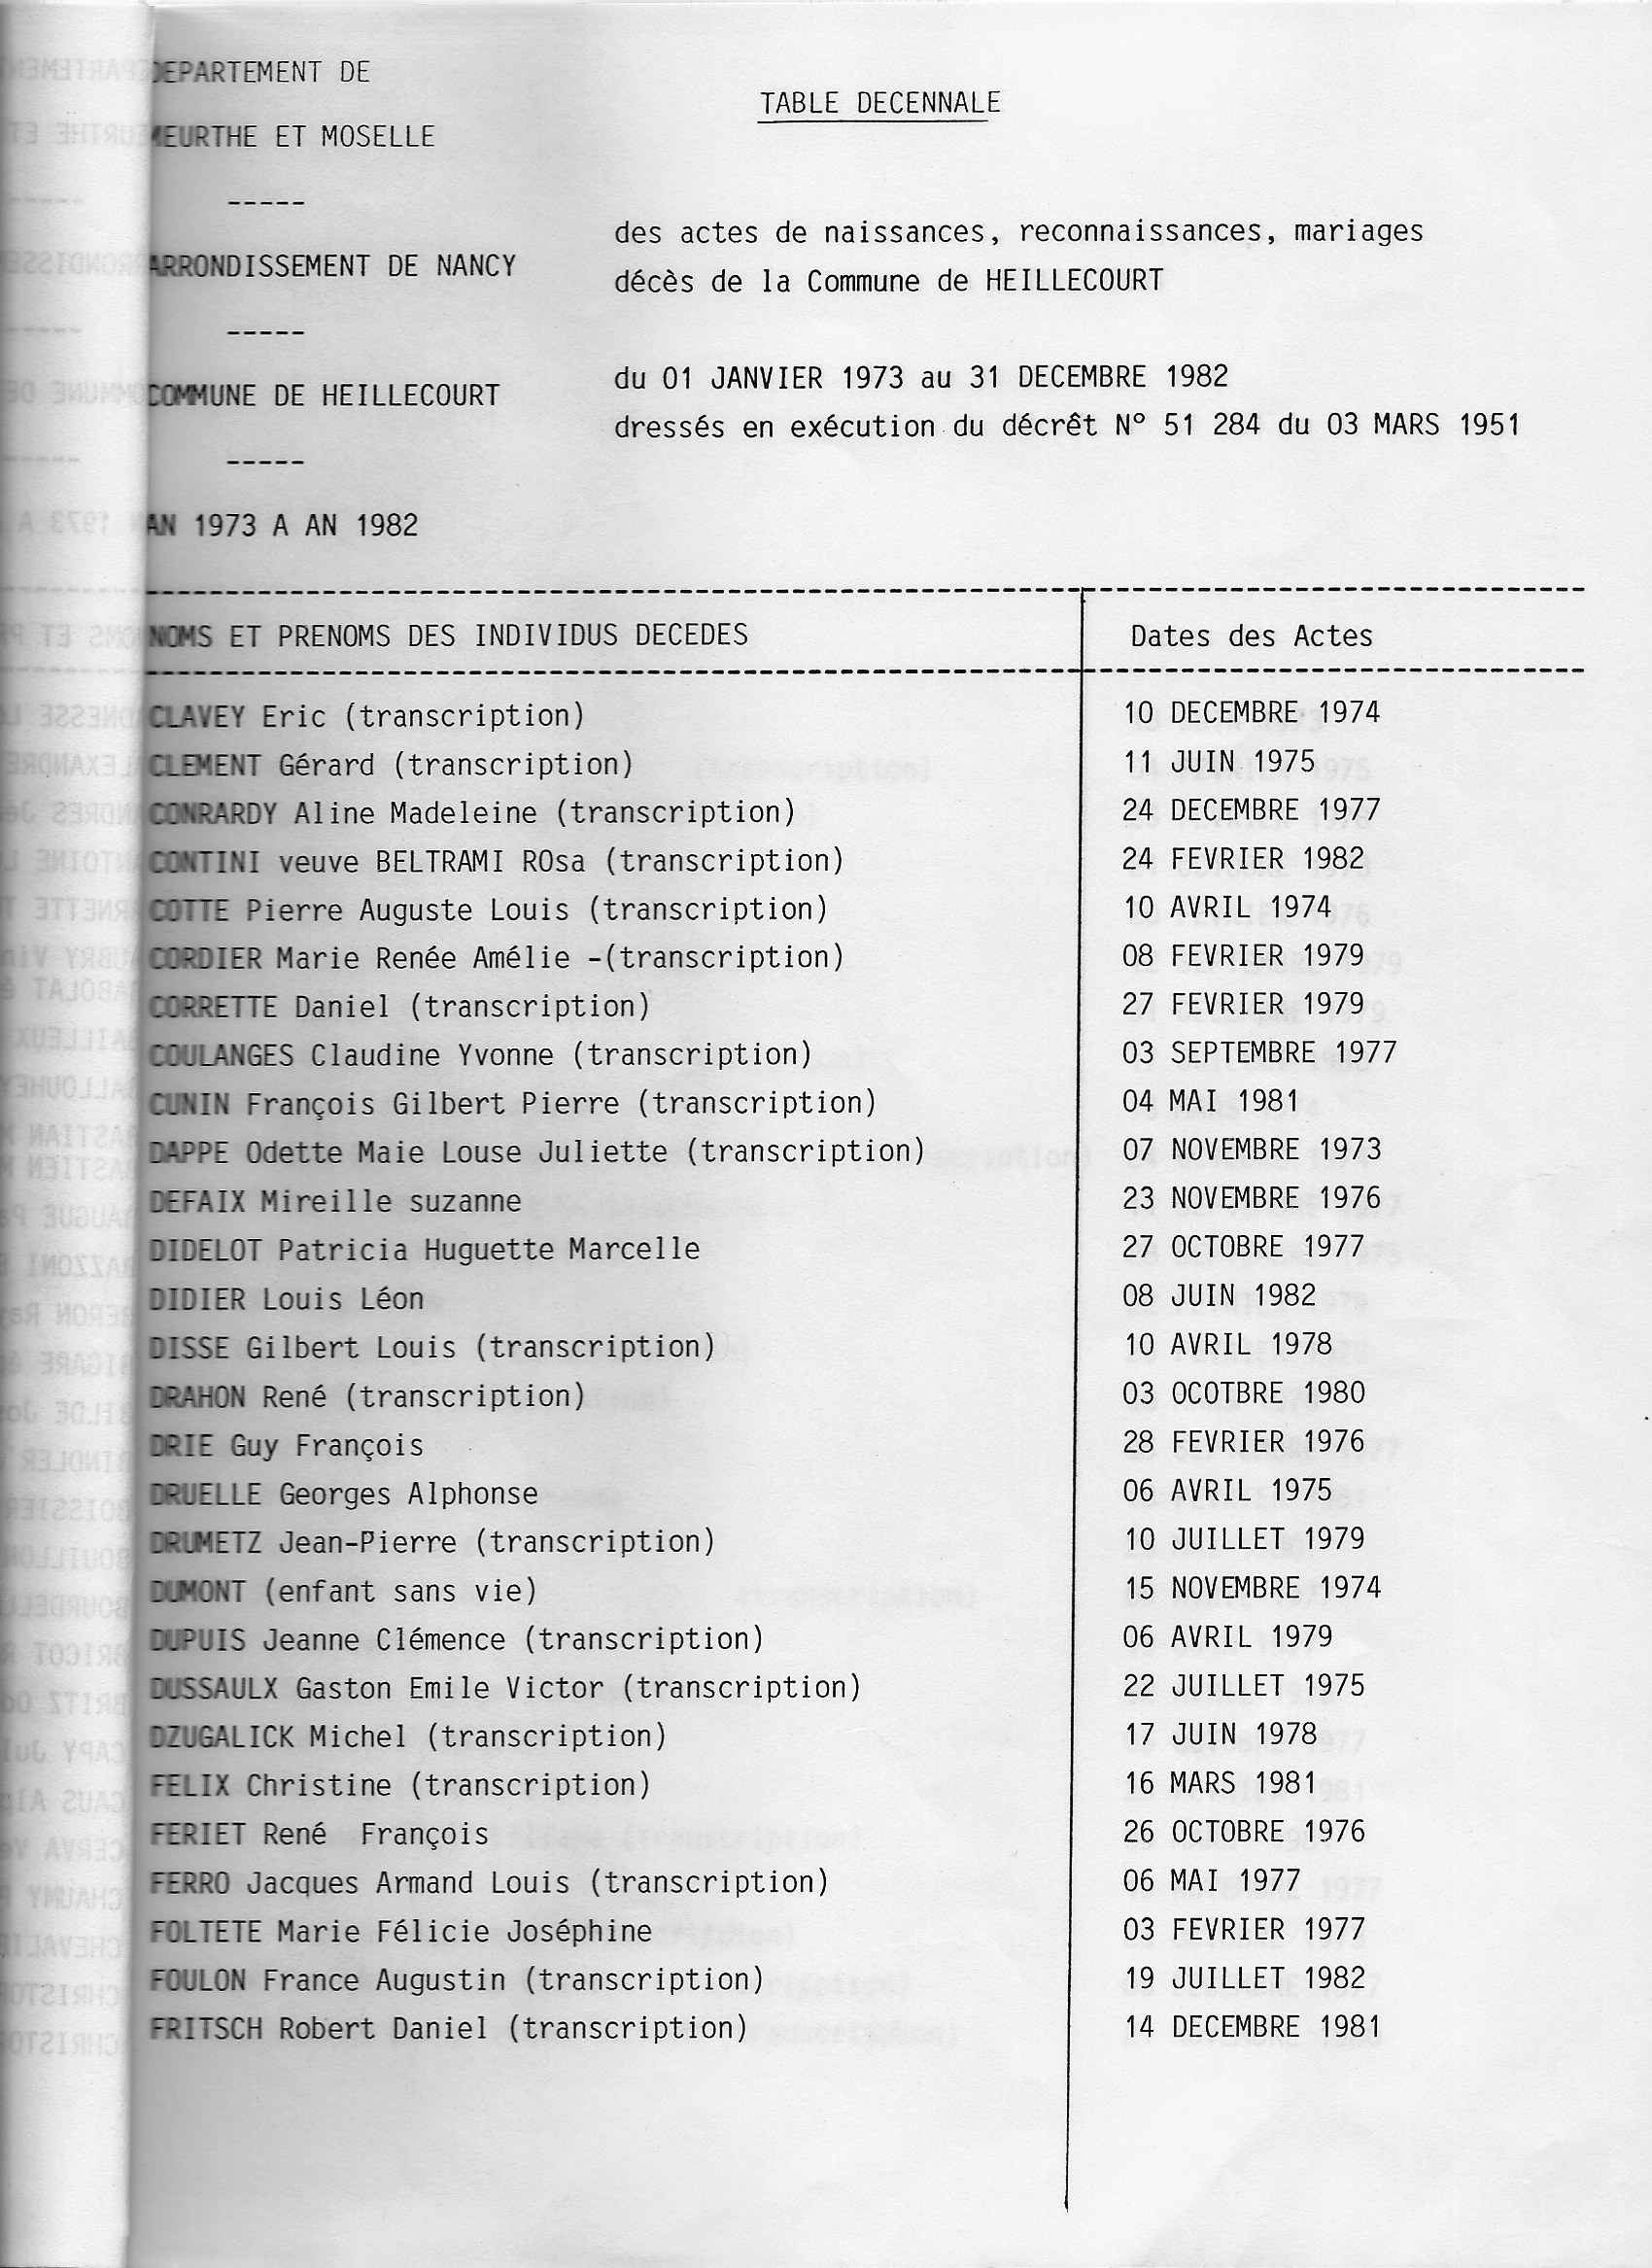 DEPARTEMENT DE
MEURTHE ET MOSELLE
-----
ARRONDISSEMENT DE NANCY
-----
COMMUNE DE HEILLECOURT
-----
AN 1973 A AN 1982
TABLE DECENNALE
des actes de naissances, reconnaissances, mariages
décès de la Commune de HEILLECOURT
du 01 JANVIER 1973 au 31 DECEMBRE 1982
dressés en exécution du décrêt N° 51 284 du 03 MARS 1951
NOMS ET PRENOMS DES INDIVIDUS DECEDES Dates des Actes
CLAVEY Eric (transcription) 10 DECEMBRE 1974
CLEMENT Gérard (transcription) 11 JUIN 1975
CONRARDY Aline Madeleine (transcription) 24 DECEMBRE 1977
CONTINI veuve BELTRAMI ROsa (transcription) 24 FEVRIER 1982
COTTE Pierre Auguste Louis (transcription) 10 AVRIL 1974
CORDIER Marie Renée Amélie -(transcription) 08 FEVRIER 1979
CORRETTE Daniel (transcription) 27 FEVRIER 1979
COULANGES Claudine Yvonne (transcription) 03 SEPTEMBRE 1977
CUNIN François Gilbert Pierre (transcription) 04 MAI 1981
DAPPE Odette Maie Louse Juliette (transcription) 07 NOVEMBRE 1973
DEFAIX Mireille suzanne 23 NOVEMBRE 1976
DIDELOT Patricia Huguette Marcelle 27 OCTOBRE 1977
DIDIER Louis Léon 08 JUIN 1982
DISSE Gilbert Louis (transcription) 10 AVRIL 1978
DRAHON René (transcription) 03 OCOTBRE 1980
DRIE Guy François 28 FEVRIER 1976
DRUELLE Georges Alphonse 06 AVRIL 1975
DRUMETZ Jean-Pierre (transcription) 10 JUILLET 1979
DUMONT (enfant sans vie) 15 NOVEMBRE 1974
DUPUIS Jeanne Clémence (transcription) 06 AVRIL 1979
DUSSAULX Gaston Emile Victor (transcription) 22 JUILLET 1975
DZUGALICK Michel (transcription) 17 JUIN 1978
FELIX Christine (transcription) 16 MARS 1981
FERIET René François 26 OCTOBRE 1976
FERRO Jacques Armand Louis (transcription) 06 MAI 1977
FOLTETE Marie Félicie Joséphine 03 FEVRIER 1977
FOULON France Augustin (transcription) 19 JUILLET 1982
FRITSCH Robert Daniel (transcription) 14 DECEMBRE 1981